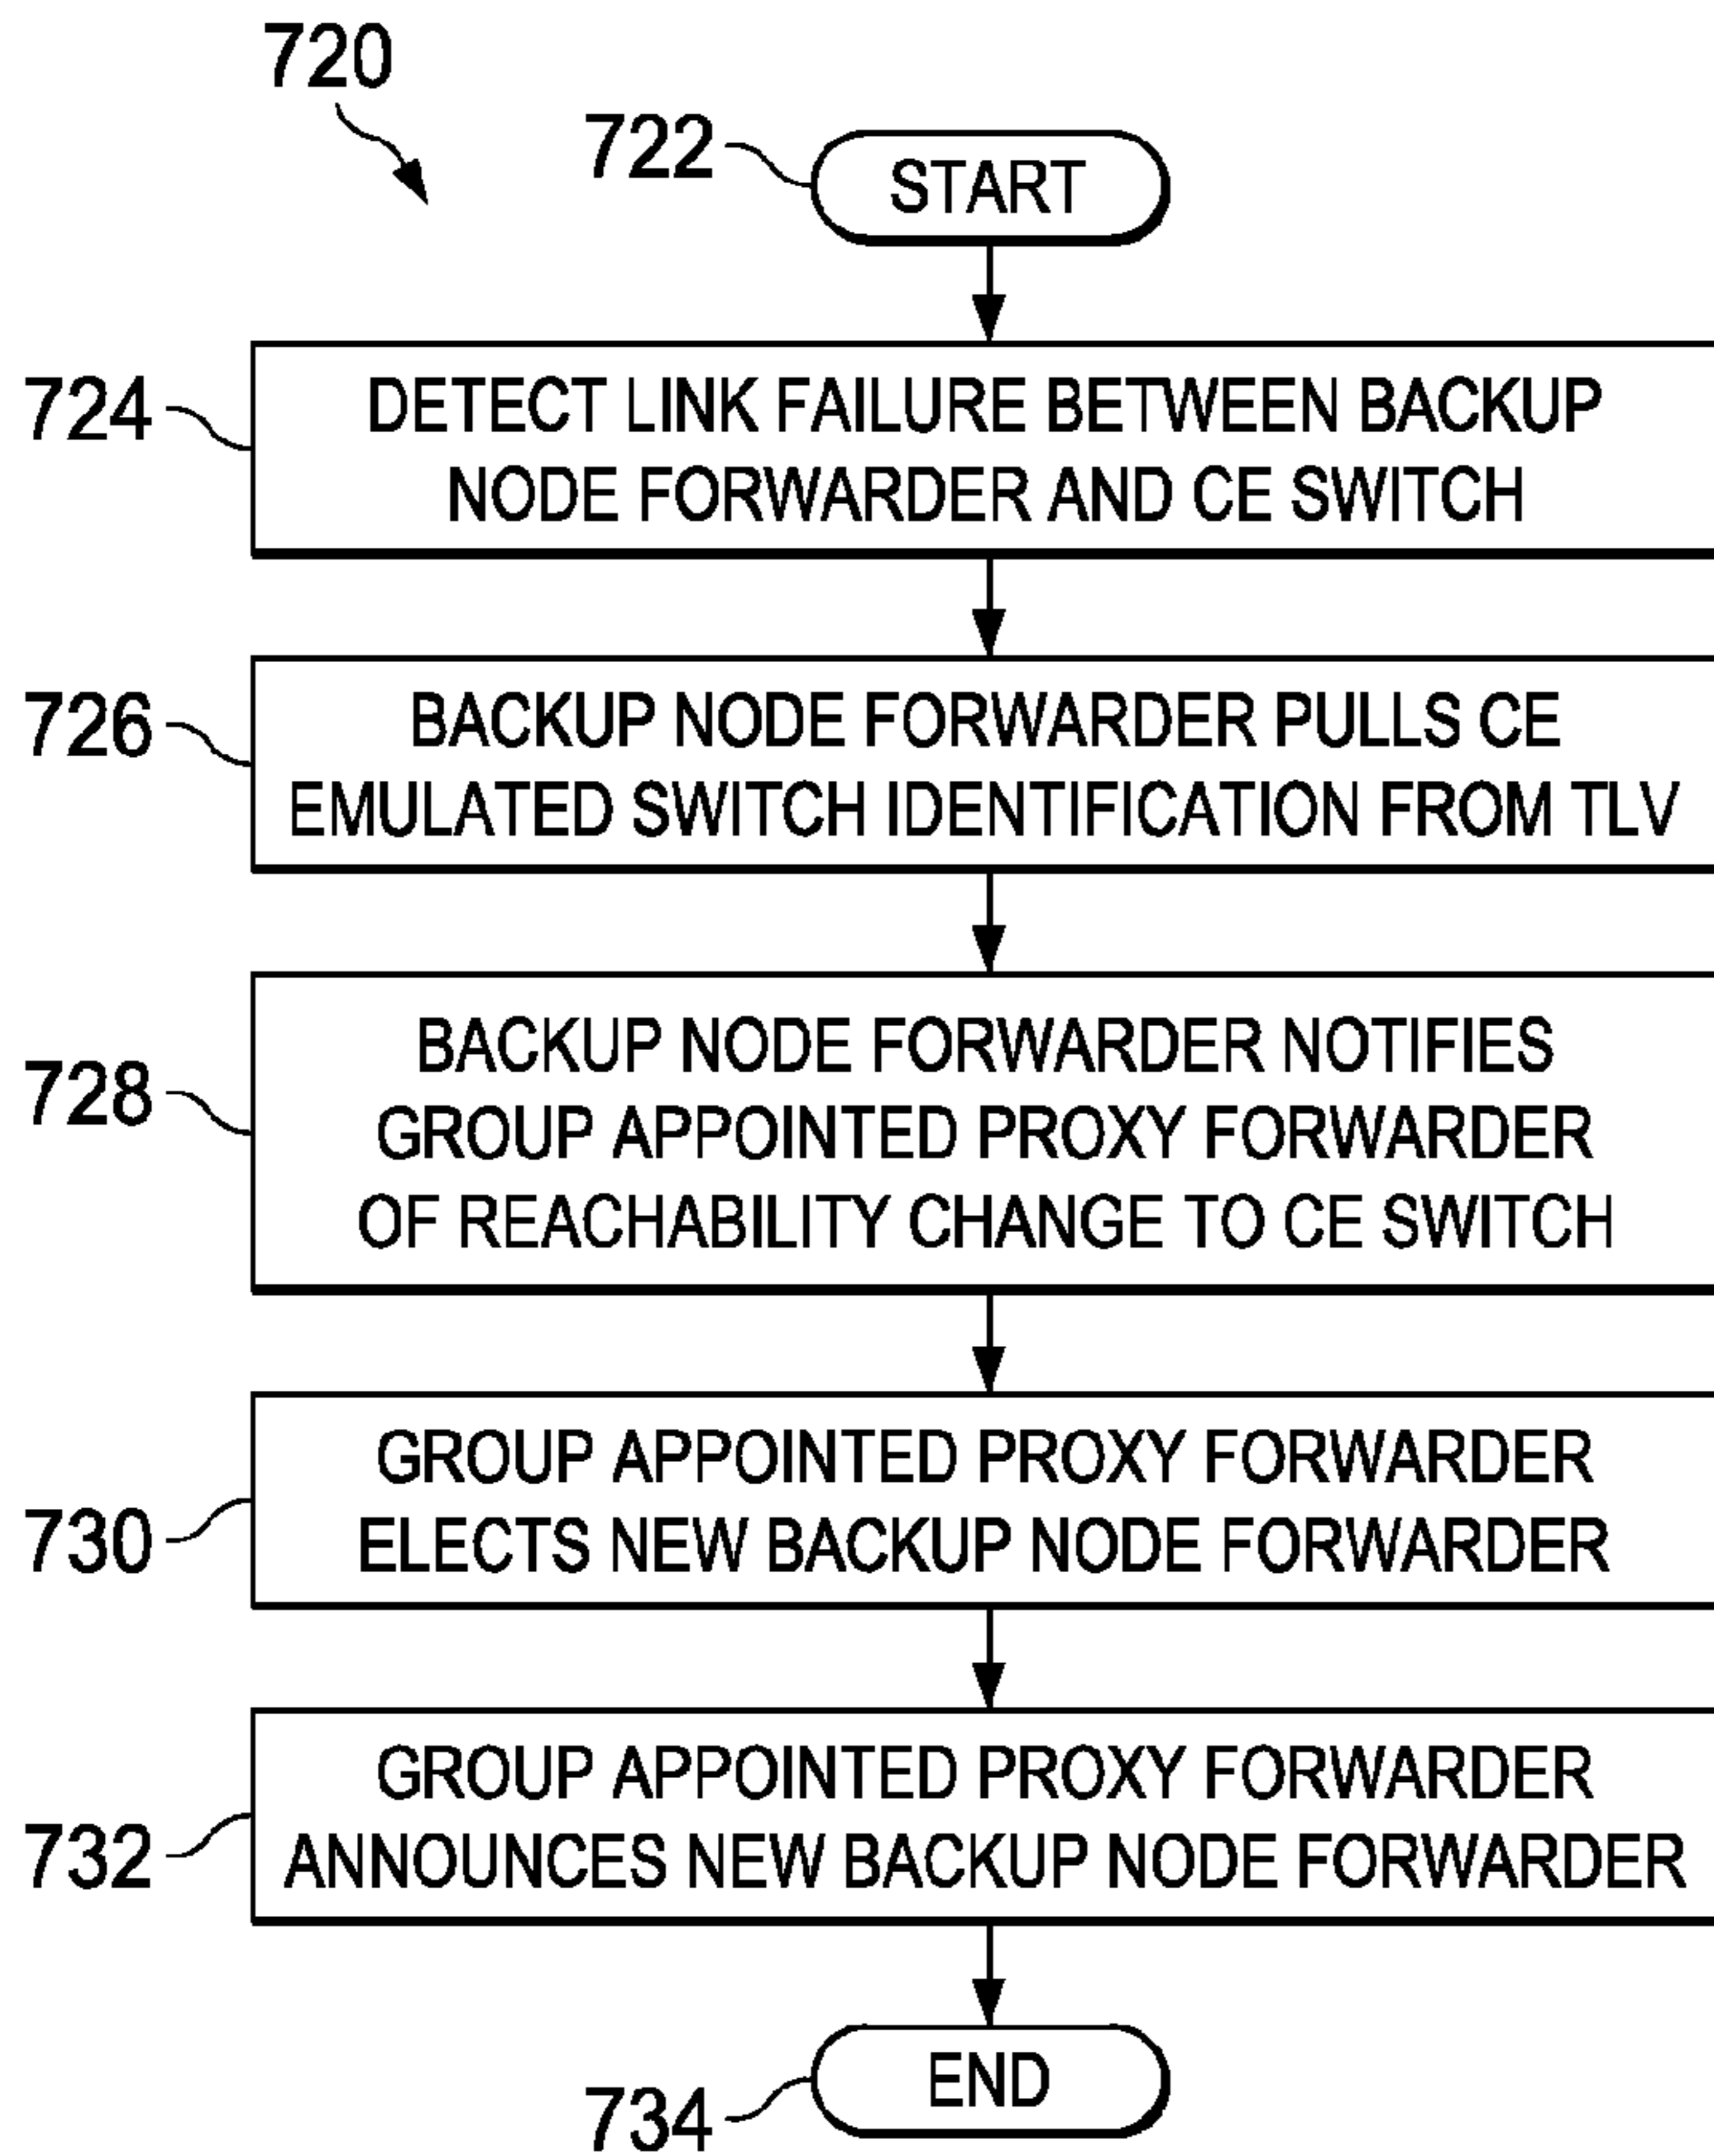 720
722
START
724
DETECT LINK FAILURE BETWEEN BACKUP
NODE FORWARDER AND CE SWITCH
726
BACKUP NODE FORWARDER PULLS CE
EMULATED SWITCH IDENTIFICATION FROM TLV
728
BACKUP NODE FORWARDER NOTIFIES
GROUP APPOINTED PROXY FORWARDER
OF REACHABILITY CHANGE TO CE SWITCH
730
GROUP APPOINTED PROXY FORWARDER
ELECTS NEW BACKUP NODE FORWARDER
732
GROUP APPOINTED PROXY FORWARDER
ANNOUNCES NEW BACKUP NODE FORWARDER
734
END